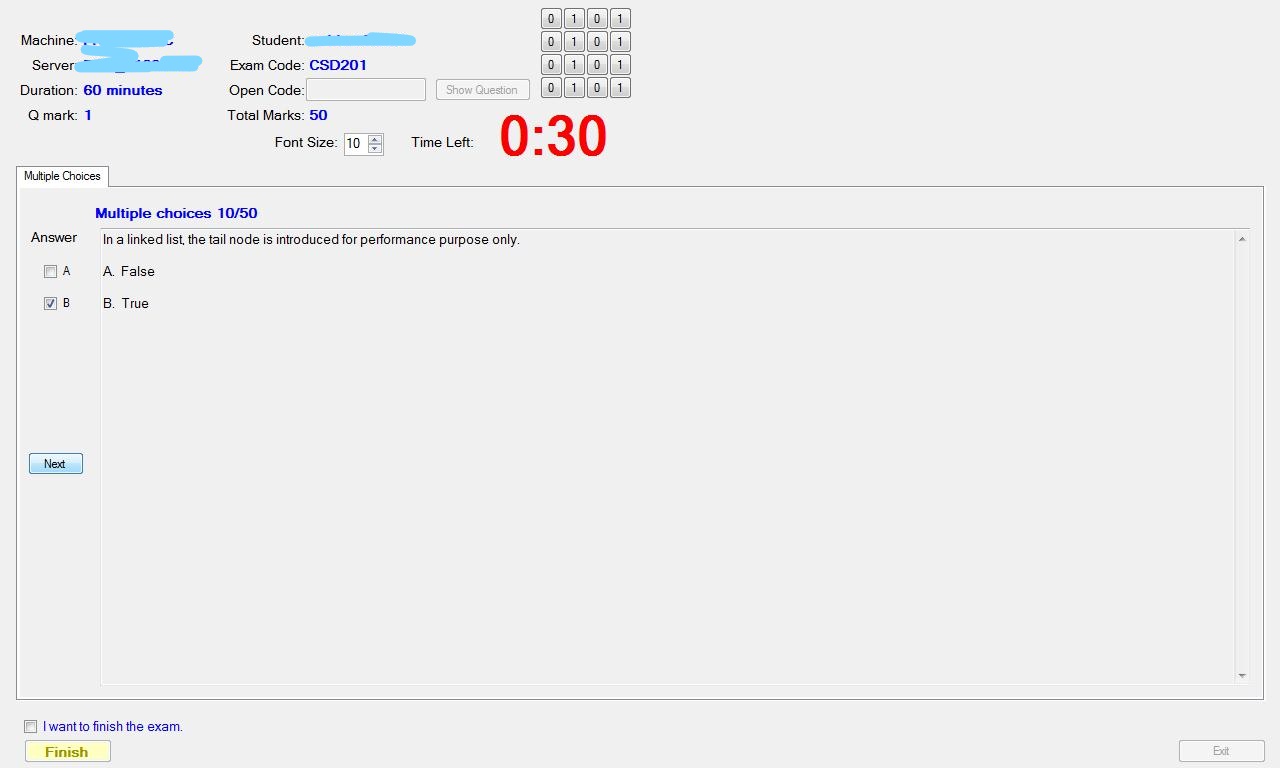 0 1 0 1
Machine:
Student:
0 1 0 1
Server:
Exam Code: CSD201
0 1 0 1
Duration: 60 minutes
Open Code:
Show Question
0 1 0 1
Q mark: 1
Total Marks: 50
Font Size: 10
Time Left: 0:30
Multiple Choices
Multiple choices 10/50
Answer
In a linked list, the tail node is introduced for performance purpose only.
A
A. False
B
B. True
Next
I want to finish the exam.
Finish
Exit